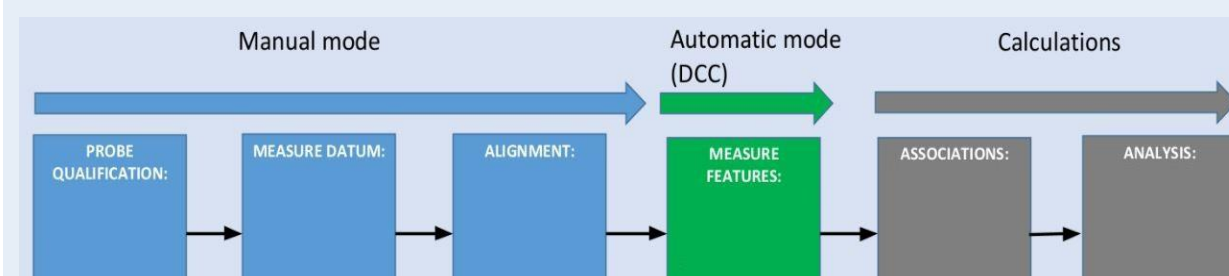 Manual mode
Automatic mode
(DCC)
Calculations
PROBE
QUALIFICATION:
MEASURE DATUM:
ALIGNMENT:
MEASURE
FEATURES:
ASSOCIATIONS:
ANALYSIS: